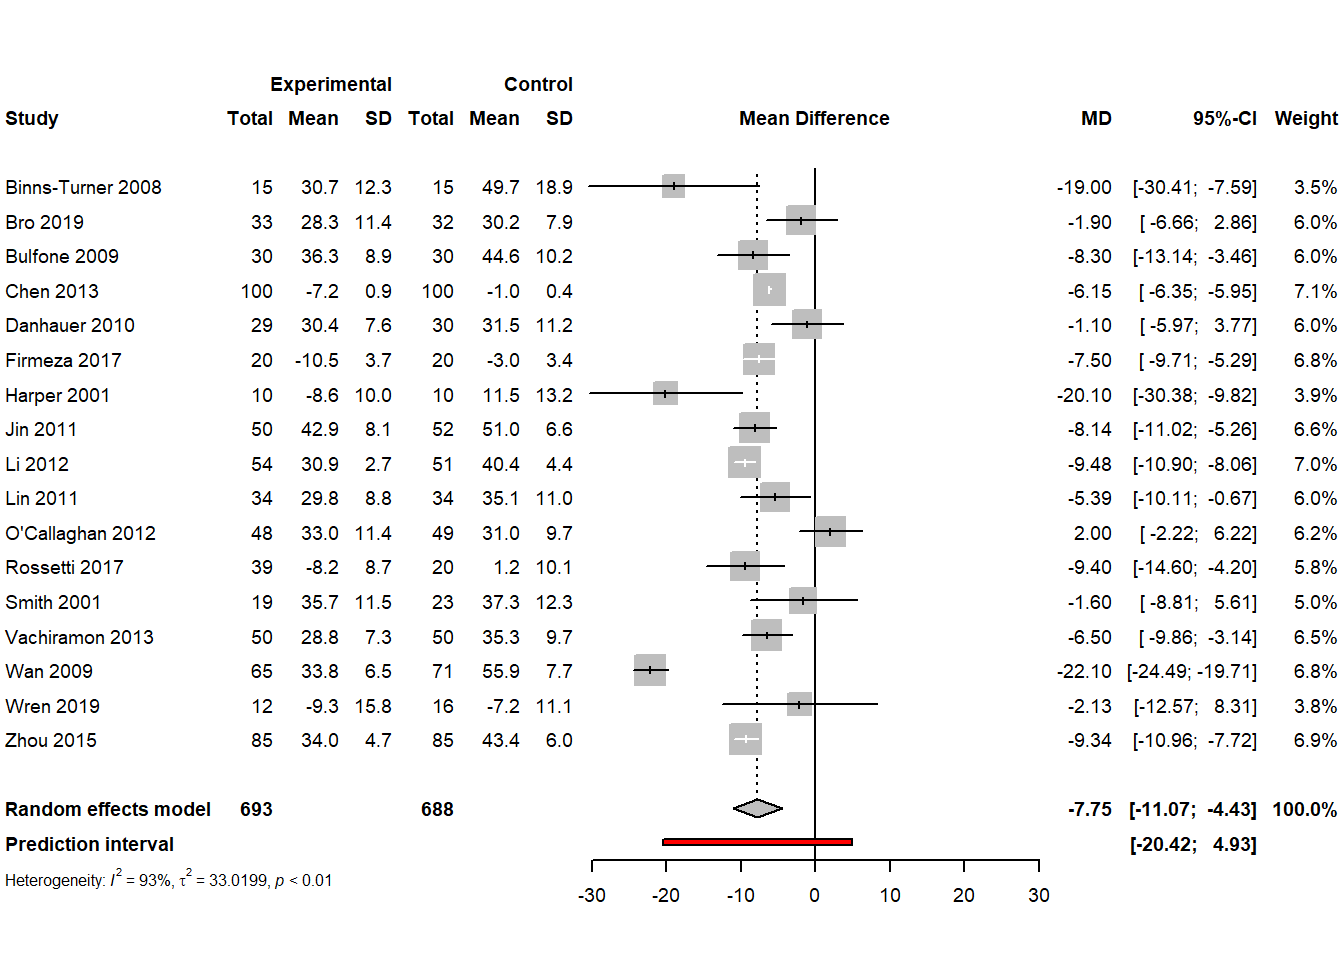 Experimental Control
Study Total Mean SD Total Mean SD Mean Difference MD 95%-CI Weight
Binns-Turner 2008 15 30.7 12.3 15 49.7 18.9 -19.00 [-30.41; -7.59] 3.5%
Bro 2019 33 28.3 11.4 32 30.2 7.9 -1.90 [ -6.66; 2.86] 6.0%
Bulfone 2009 30 36.3 8.9 30 44.6 10.2 -8.30 [-13.14; -3.46] 6.0%
Chen 2013 100 -7.2 0.9 100 -1.0 0.4 -6.15 [ -6.35; -5.95] 7.1%
Danhauer 2010 29 30.4 7.6 30 31.5 11.2 -1.10 [ -5.97; 3.77] 6.0%
Firmeza 2017 20 -10.5 3.7 20 -3.0 3.4 -7.50 [ -9.71; -5.29] 6.8%
Harper 2001 10 -8.6 10.0 10 11.5 13.2 -20.10 [-30.38; -9.82] 3.9%
Jin 2011 50 42.9 8.1 52 51.0 6.6 -8.14 [-11.02; -5.26] 6.6%
Li 2012 54 30.9 2.7 51 40.4 4.4 -9.48 [-10.90; -8.06] 7.0%
Lin 2011 34 29.8 8.8 34 35.1 11.0 -5.39 [-10.11; -0.67] 6.0%
O'Callaghan 2012 48 33.0 11.4 49 31.0 9.7 2.00 [ -2.22; 6.22] 6.2%
Rossetti 2017 39 -8.2 8.7 20 1.2 10.1 -9.40 [-14.60; -4.20] 5.8%
Smith 2001 19 35.7 11.5 23 37.3 12.3 -1.60 [ -8.81; 5.61] 5.0%
Vachiramon 2013 50 28.8 7.3 50 35.3 9.7 -6.50 [ -9.86; -3.14] 6.5%
Wan 2009 65 33.8 6.5 71 55.9 7.7 -22.10 [-24.49; -19.71] 6.8%
Wren 2019 12 -9.3 15.8 16 -7.2 11.1 -2.13 [-12.57; 8.31] 3.8%
Zhou 2015 85 34.0 4.7 85 43.4 6.0 -9.34 [-10.96; -7.72] 6.9%
Random effects model 693 688 -7.75 [-11.07; -4.43] 100.0%
Prediction interval [-20.42; 4.93]
Heterogeneity: I² = 93%, τ² = 33.0199, p < 0.01
-30 -20 -10 0 10 20 30